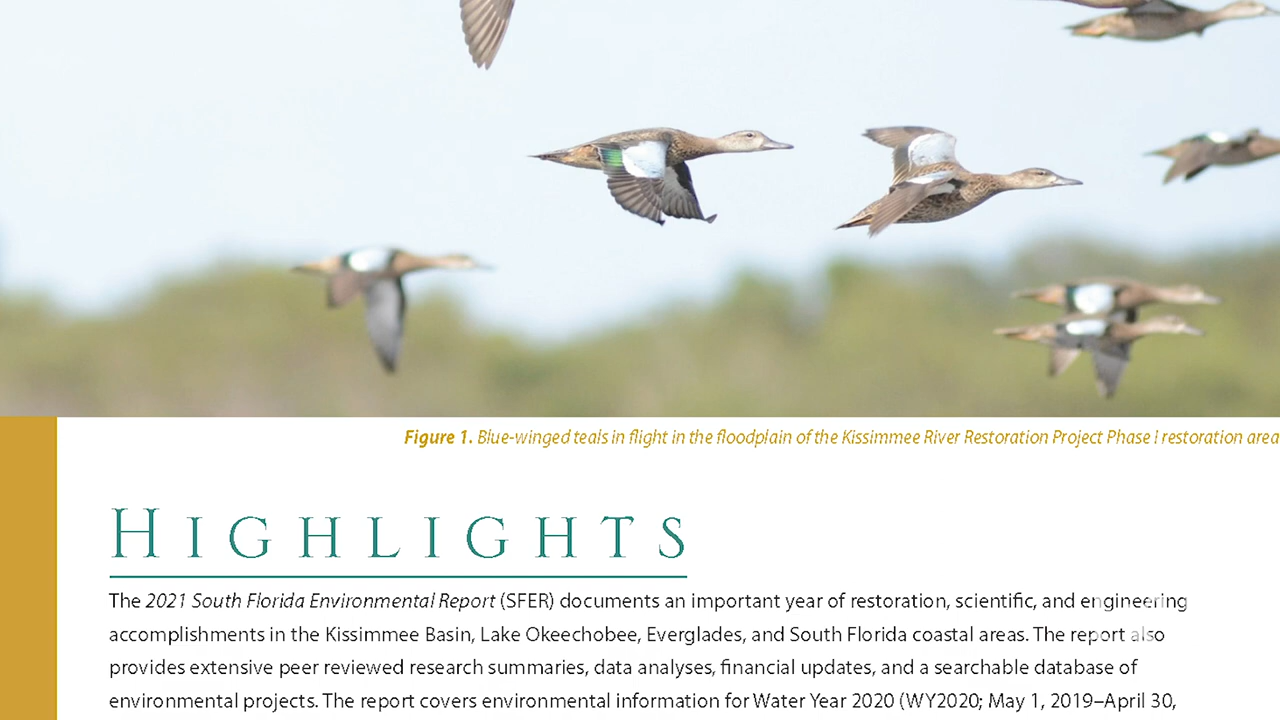 Figure 1. Blue-winged teals in flight in the floodplain of the Kissimmee River Restoration Project Phase I restoration area
HIGHLIGHTS
The 2021 South Florida Environmental Report (SFER) documents an important year of restoration, scientific, and engineering
accomplishments in the Kissimmee Basin, Lake Okeechobee, Everglades, and South Florida coastal areas. The report also
provides extensive peer reviewed research summaries, data analyses, financial updates, and a searchable database of
environmental projects. The report covers environmental information for Water Year 2020 (WY2020; May 1, 2019–April 30,